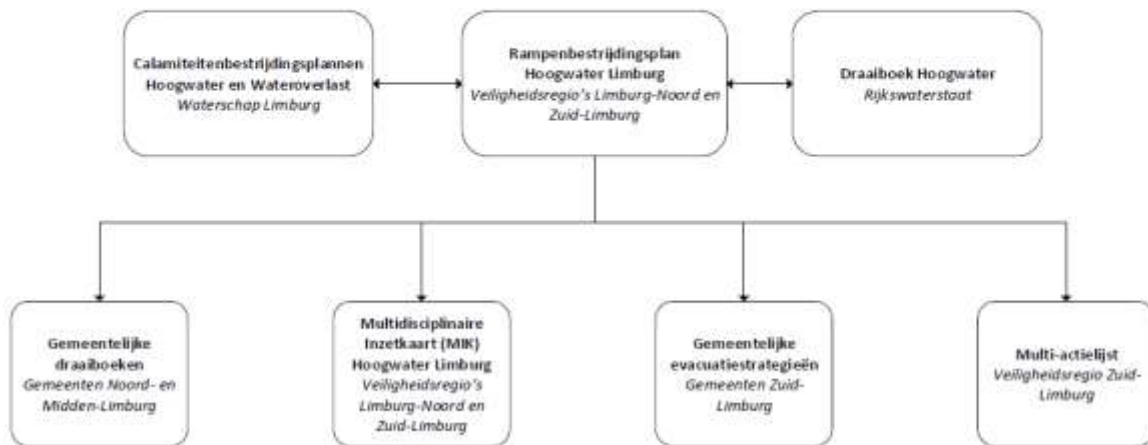 Calamiteitenbestrijdingsplannen
Hoogwater en Wateroverlast
Waterschap Limburg
Rampenbestrijdingsplan
Hoogwater Limburg
Veiligheidsregio's Limburg-Noord en
Zuid-Limburg
Draaiboek Hoogwater
Rijkswaterstaat
Gemeentelijke
draaiboeken
Gemeenten Noord- en
Midden-Limburg
Multidisciplinaire
Inzetkaart (MIK)
Hoogwater Limburg
Veiligheidsregio's
Limburg-Noord en
Zuid-Limburg
Gemeentelijke
evacuatiestrategieën
Gemeenten Zuid-
Limburg
Multi-actielijst
Veiligheidsregio Zuid-
Limburg